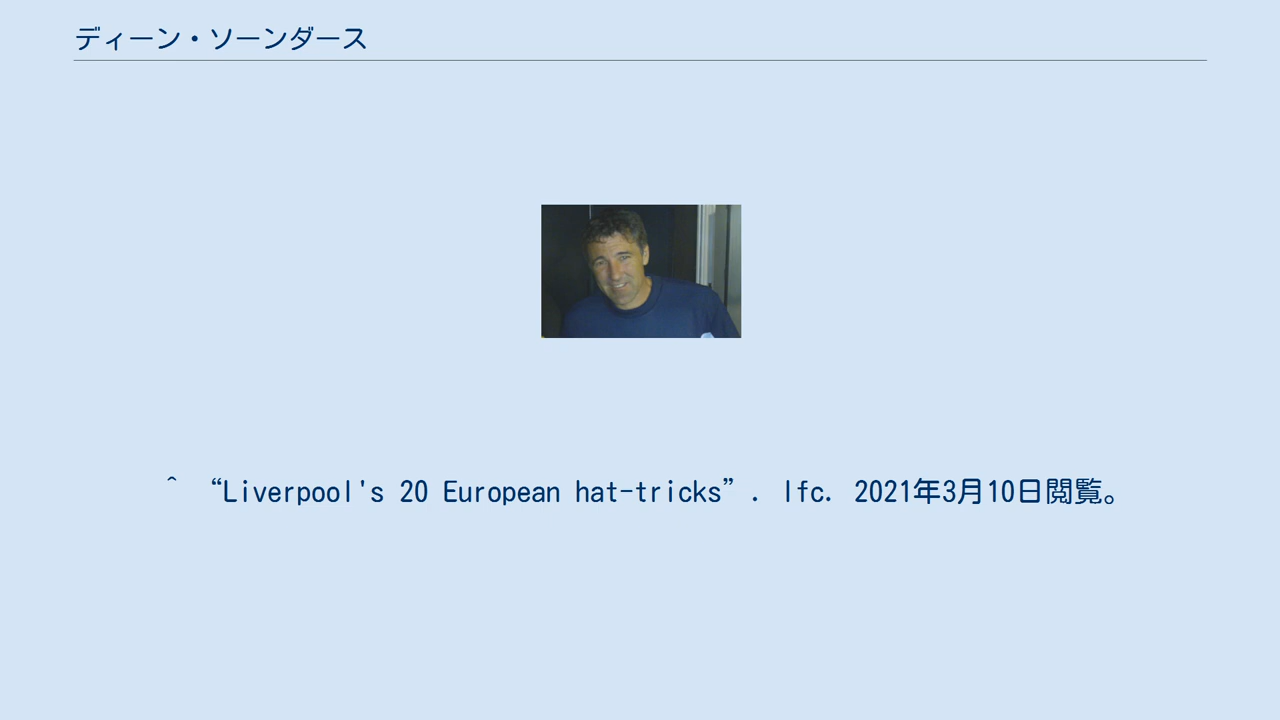 ディーン・ソーンダース
^ “Liverpool's 20 European hat-tricks”. lfc. 2021年3月10日閲覧。